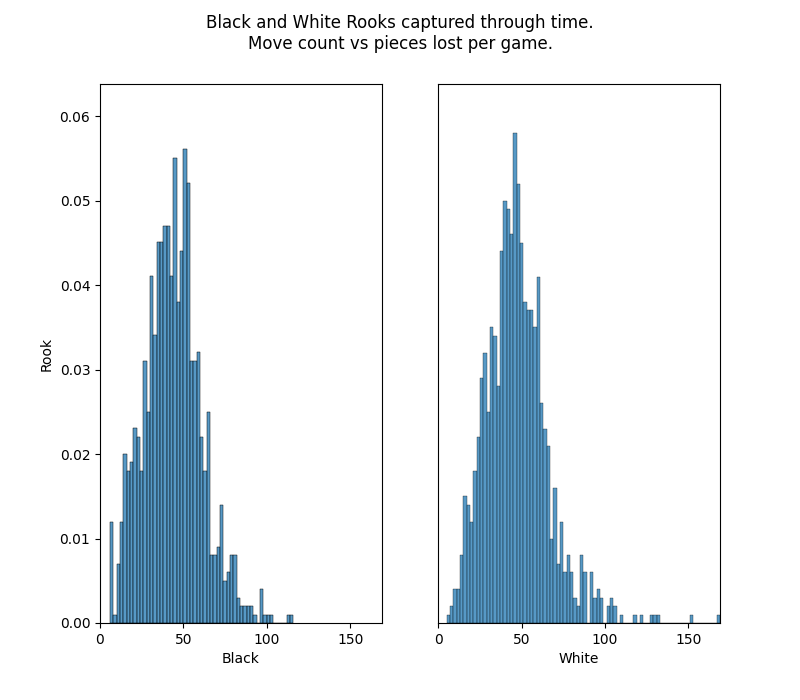 Black and White Rooks captured through time.
Move count vs pieces lost per game.
0.06
0.05
0.04
0.03
0.02
0.01
0.00
Rook
0 50 100 150
Black
0 50 100 150
White